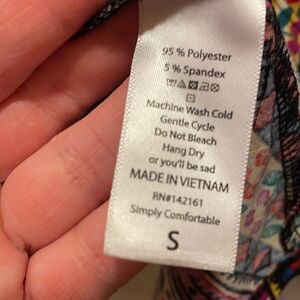 95 % Polyester
5 % Spandex
Machine Wash Cold
Gentle Cycle
Do Not Bleach
Hang Dry
or you'll be sad
MADE IN VIETNAM
RN#142161
Simply Comfortable
S